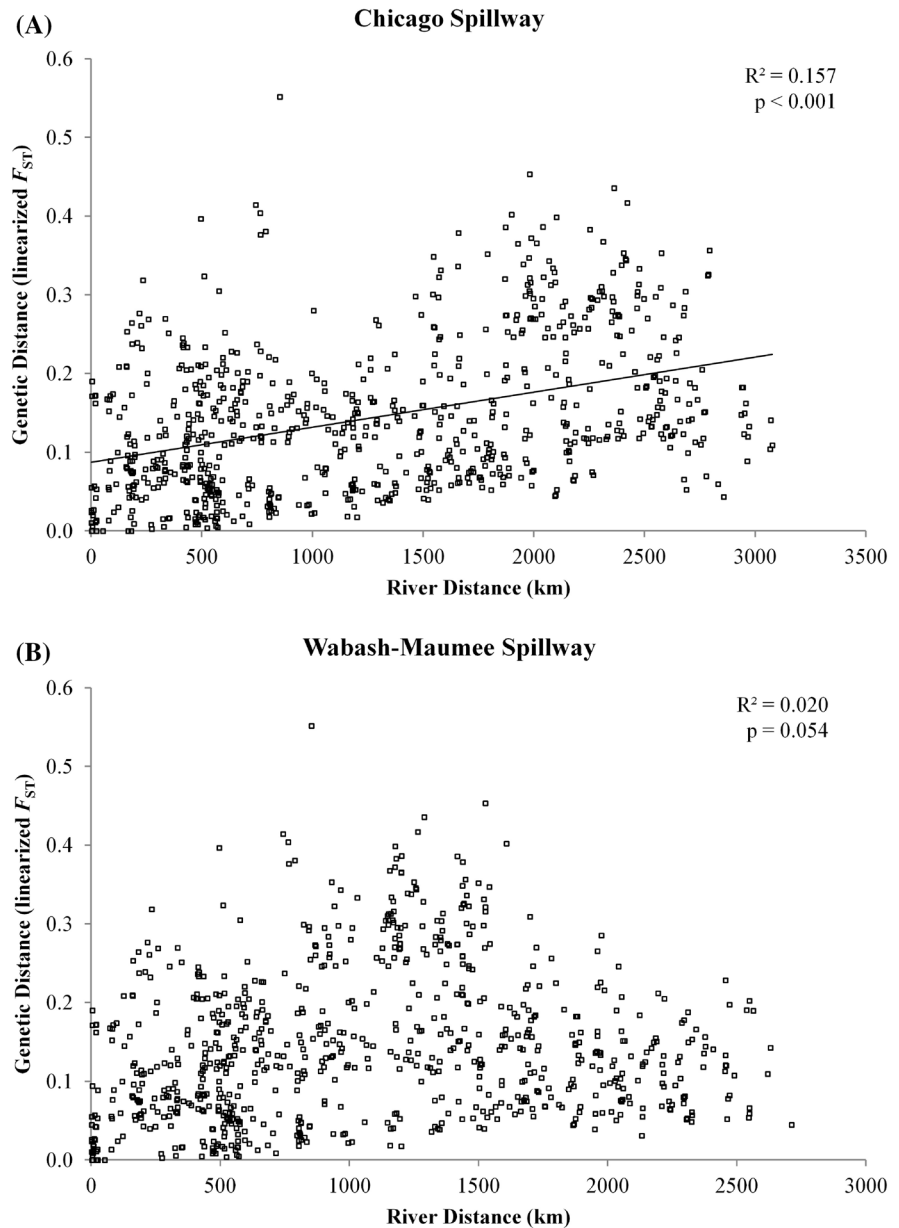 (A)
Chicago Spillway
R² = 0.157
p < 0.001
Genetic Distance (linearized FST)
0.6
0.5
0.4
0.3
0.2
0.1
0.0
0 500 1000 1500 2000 2500 3000 3500
River Distance (km)
(B)
Wabash-Maumee Spillway
R² = 0.020
p = 0.054
Genetic Distance (linearized FST)
0.6
0.5
0.4
0.3
0.2
0.1
0.0
0 500 1000 1500 2000 2500 3000
River Distance (km)